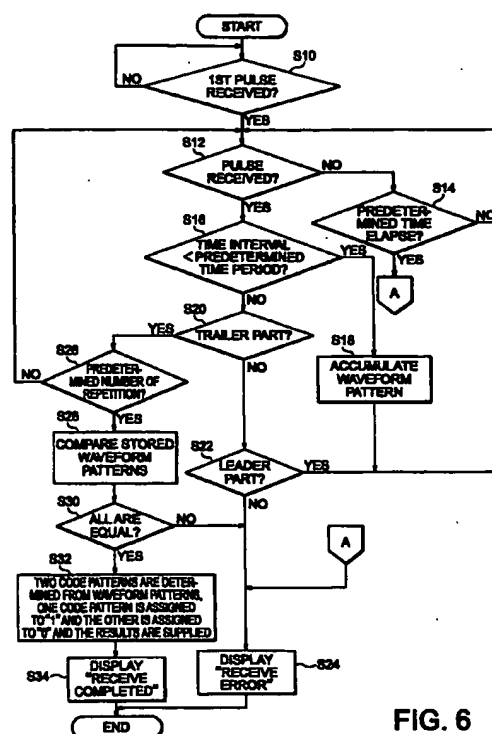 START
S10
NO
1ST PULSE
RECEIVED?
YES
S12
PULSE
RECEIVED?
NO
S14
YES
PREDETER-
MINED TIME
ELAPSE?
NO
S16
TIME INTERVAL
<PREDETERMINED
TIME PERIOD?
YES
YES
A
NO
S20
YES
TRAILER PART?
S18
NO
PREDETER-
MINED NUMBER OF
REPETITION?
NO
ACCUMULATE
WAVEFORM
PATTERN
YES
S28
COMPARE STORED
WAVEFORM
PATTERNS
S22
LEADER
PART?
YES
S30
NO
ALL ARE
EQUAL?
NO
A
S32
YES
TWO CODE PATTERNS ARE DETER-
MINED FROM WAVEFORM PATTERNS,
ONE CODE PATTERN IS ASSIGNED
TO "1" AND THE OTHER IS ASSIGNED
TO "0" AND THE RESULTS ARE SUPPLIED
S34
DISPLAY
"RECEIVE
COMPLETED"
DISPLAY
"RECEIVE
ERROR"
S24
END
FIG. 6